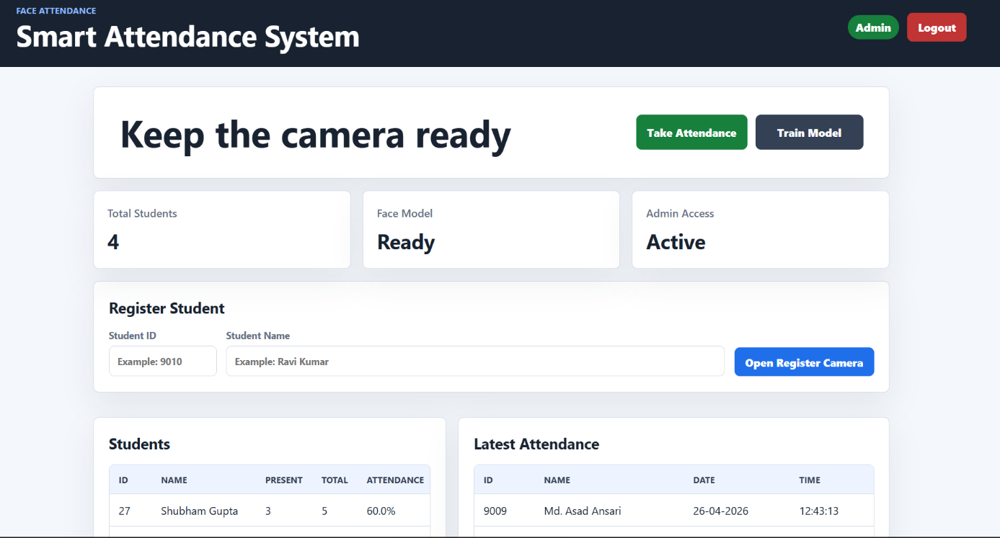 FACE ATTENDANCE
Smart Attendance System
Admin
Logout
Keep the camera ready
Take Attendance
Train Model
Total Students
4
Face Model
Ready
Admin Access
Active
Register Student
Student ID
Student Name
Example: 9010
Example: Ravi Kumar
Open Register Camera
Students
ID NAME PRESENT TOTAL ATTENDANCE
27 Shubham Gupta 3 5 60.0%
Latest Attendance
ID NAME DATE TIME
9009 Md. Asad Ansari 26-04-2026 12:43:13